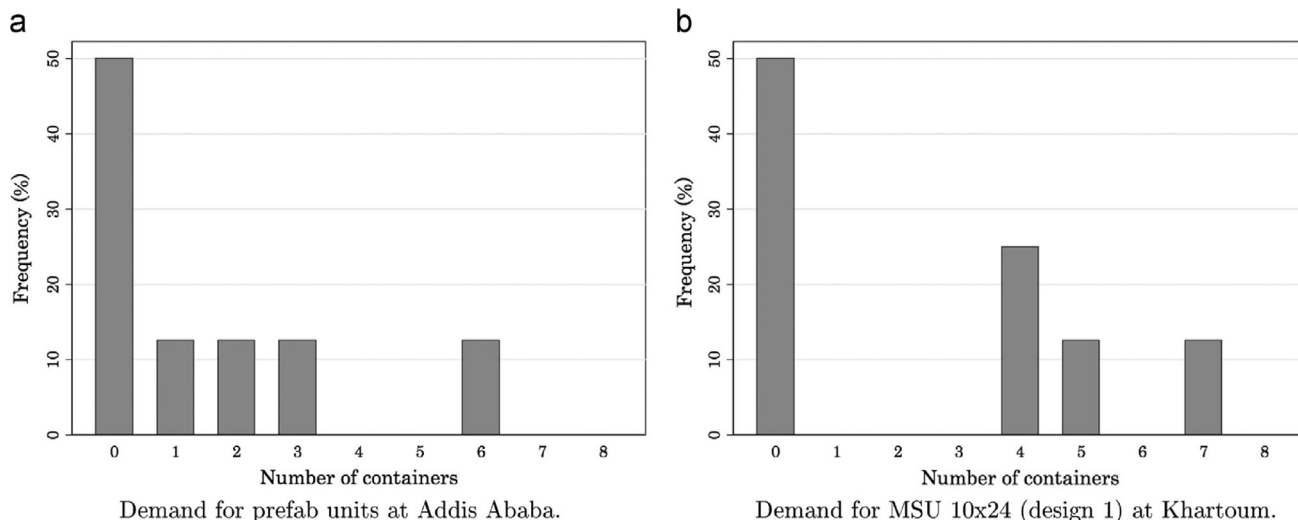 a
Frequency (%)
50
40
30
20
10
0
0 1 2 3 4 5 6 7 8
Number of containers
Demand for prefab units at Addis Ababa.
b
Frequency (%)
50
40
30
20
10
0
0 1 2 3 4 5 6 7 8
Number of containers
Demand for MSU 10x24 (design 1) at Khartoum.